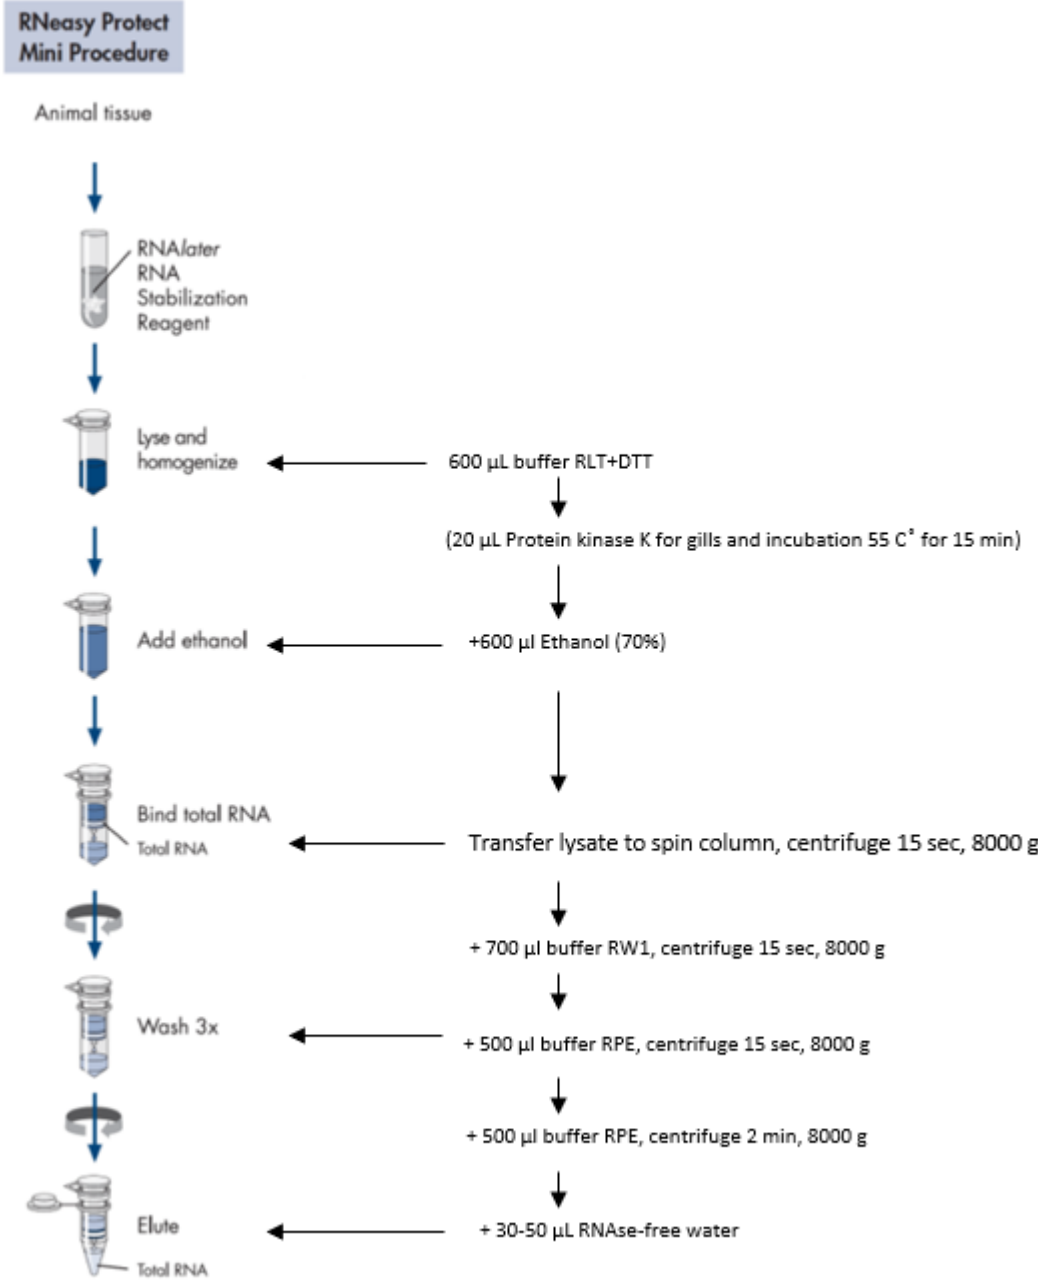 RNeasy Protect
Mini Procedure
Animal tissue
RNAlater
RNA
Stabilization
Reagent
Lyse and
homogenize
600 µL buffer RLT+DTT
(20 µL Protein kinase K for gills and incubation 55 C˚ for 15 min)
Add ethanol
+600 µl Ethanol (70%)
Bind total RNA
Total RNA
Transfer lysate to spin column, centrifuge 15 sec, 8000 g
+ 700 µl buffer RW1, centrifuge 15 sec, 8000 g
Wash 3x
+ 500 µl buffer RPE, centrifuge 15 sec, 8000 g
+ 500 µl buffer RPE, centrifuge 2 min, 8000 g
Elute
+ 30-50 µL RNAse-free water
Total RNA